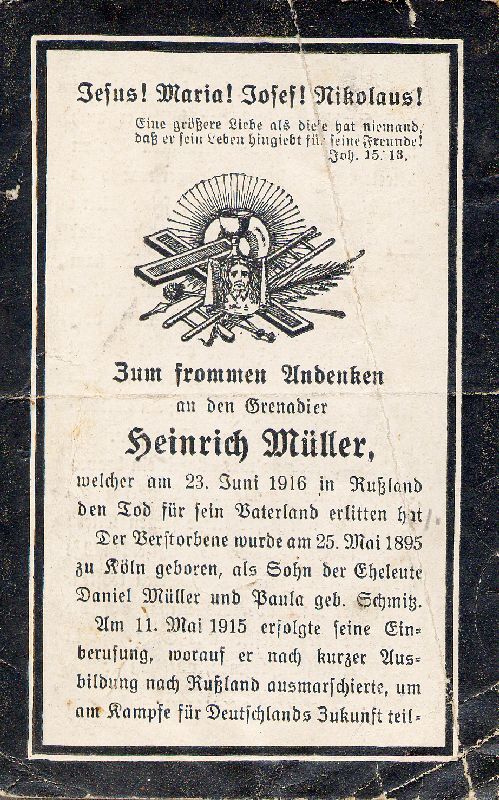 Jesus! Maria! Josef! Nikolaus!
Eine größere Liebe als diese hat niemand,
daß er sein Leben hingiebt für seine Freunde!
Joh. 15. 13.
Zum frommen Andenken
an den Grenadier
Heinrich Müller,
welcher am 23. Juni 1916 in Rußland
den Tod für sein Vaterland erlitten hat
Der Verstorbene wurde am 25. Mai 1895
zu Köln geboren, als Sohn der Eheleute
Daniel Müller und Paula geb. Schmitz.
Am 11. Mai 1915 erfolgte seine Ein-
berufung, worauf er nach kurzer Aus-
bildung nach Rußland ausmarschierte, um
am Kampfe für Deutschlands Zukunft teil-